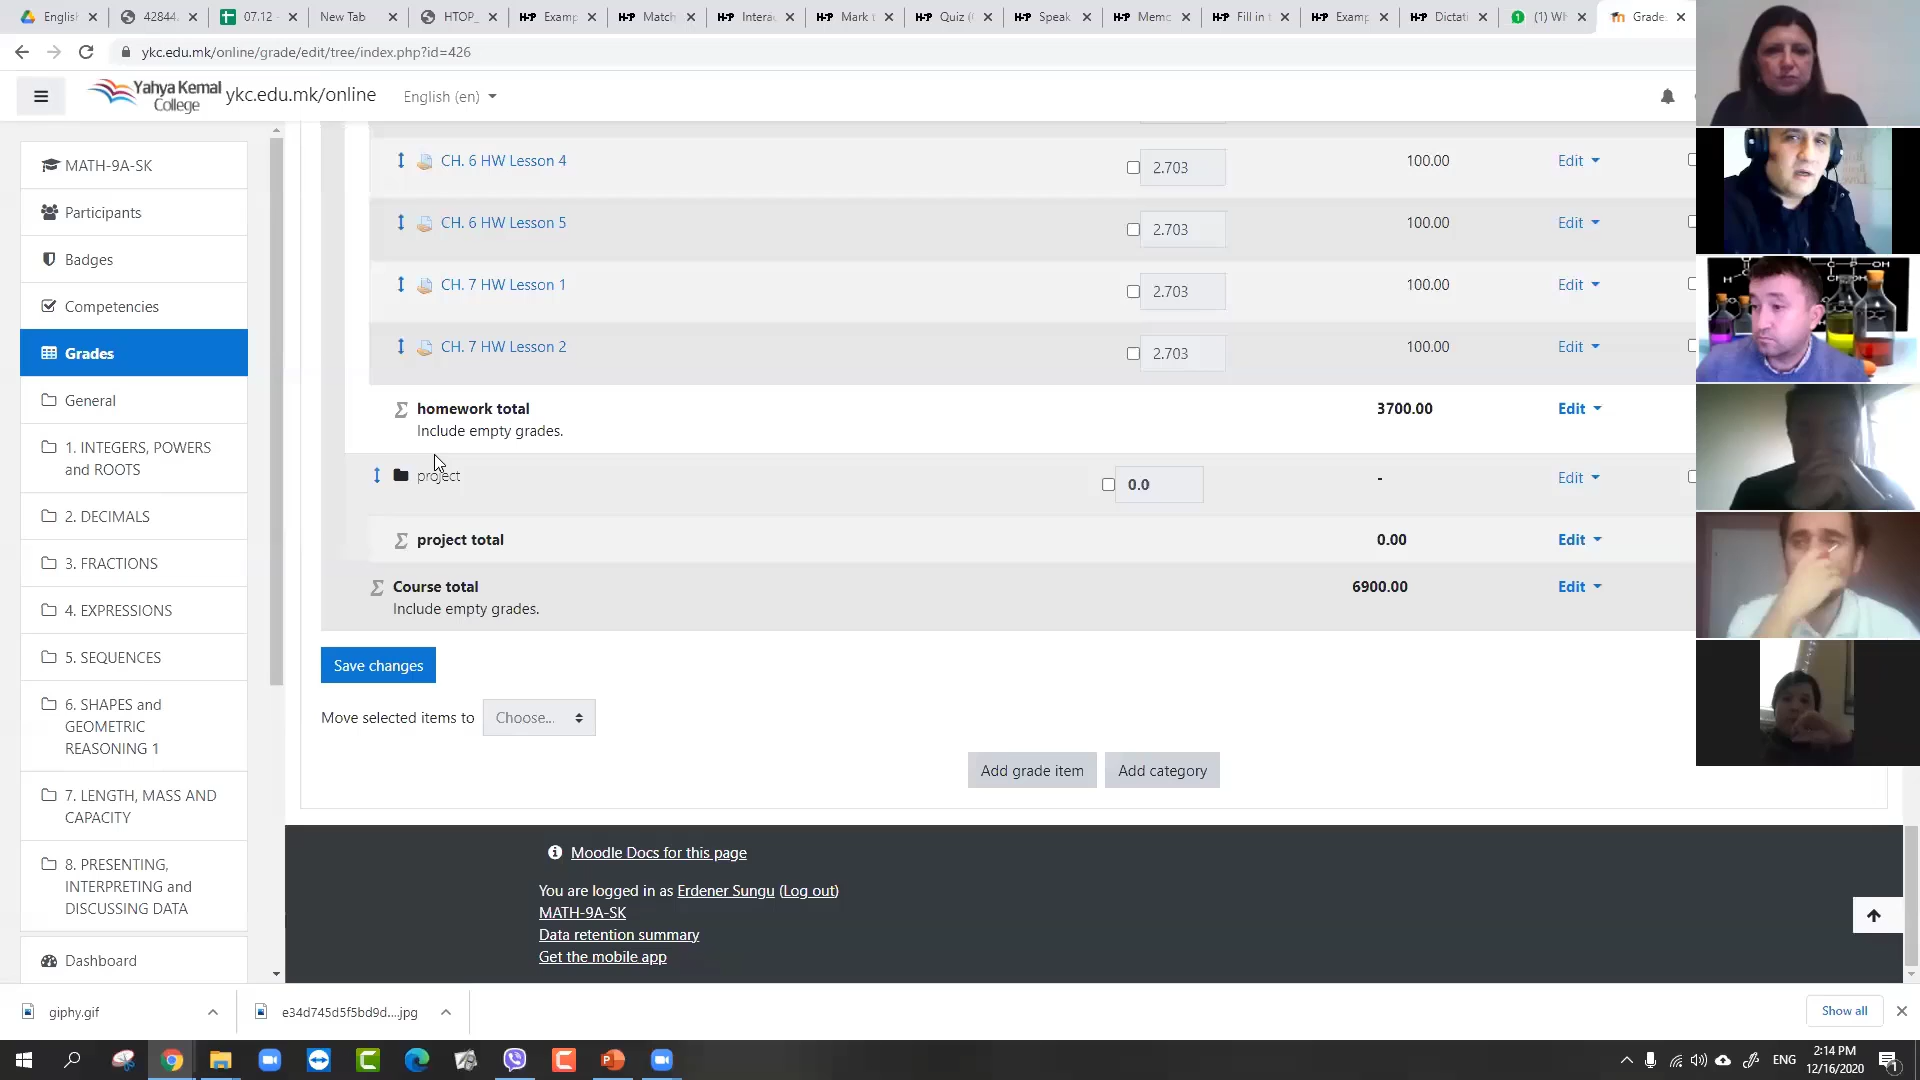 Englis
42844
07.12 -
New Tab
HTOP_
H-P Examp
H-P Match
H-P Intera
H-P Mark t
H-P Quiz (
H-P Speak
H-P Memo
H-P Fill in t
H-P Examp
H-P Dictat
1 (1) Wh
Grade
ykc.edu.mk/online/grade/edit/tree/index.php?id=426
Yahya Kemal
College
ykc.edu.mk/online
English (en)
MATH-9A-SK
Participants
Badges
Competencies
Grades
General
1. INTEGERS, POWERS
and ROOTS
2. DECIMALS
3. FRACTIONS
4. EXPRESSIONS
5. SEQUENCES
6. SHAPES and
GEOMETRIC
REASONING 1
7. LENGTH, MASS AND
CAPACITY
8. PRESENTING,
INTERPRETING and
DISCUSSING DATA
Dashboard
CH. 6 HW Lesson 4 2.703 100.00 Edit
CH. 6 HW Lesson 5 2.703 100.00 Edit
CH. 7 HW Lesson 1 2.703 100.00 Edit
CH. 7 HW Lesson 2 2.703 100.00 Edit
Σ homework total 3700.00 Edit
Include empty grades.
project 0.0 - Edit
Σ project total 0.00 Edit
Σ Course total 6900.00 Edit
Include empty grades.
Save changes
Move selected items to Choose...
Add grade item Add category
Moodle Docs for this page
You are logged in as Erdener Sungu (Log out)
MATH-9A-SK
Data retention summary
Get the mobile app
giphy.gif
e34d745d5f5bd9d....jpg
Show all
ENG
2:14 PM
12/16/2020
1